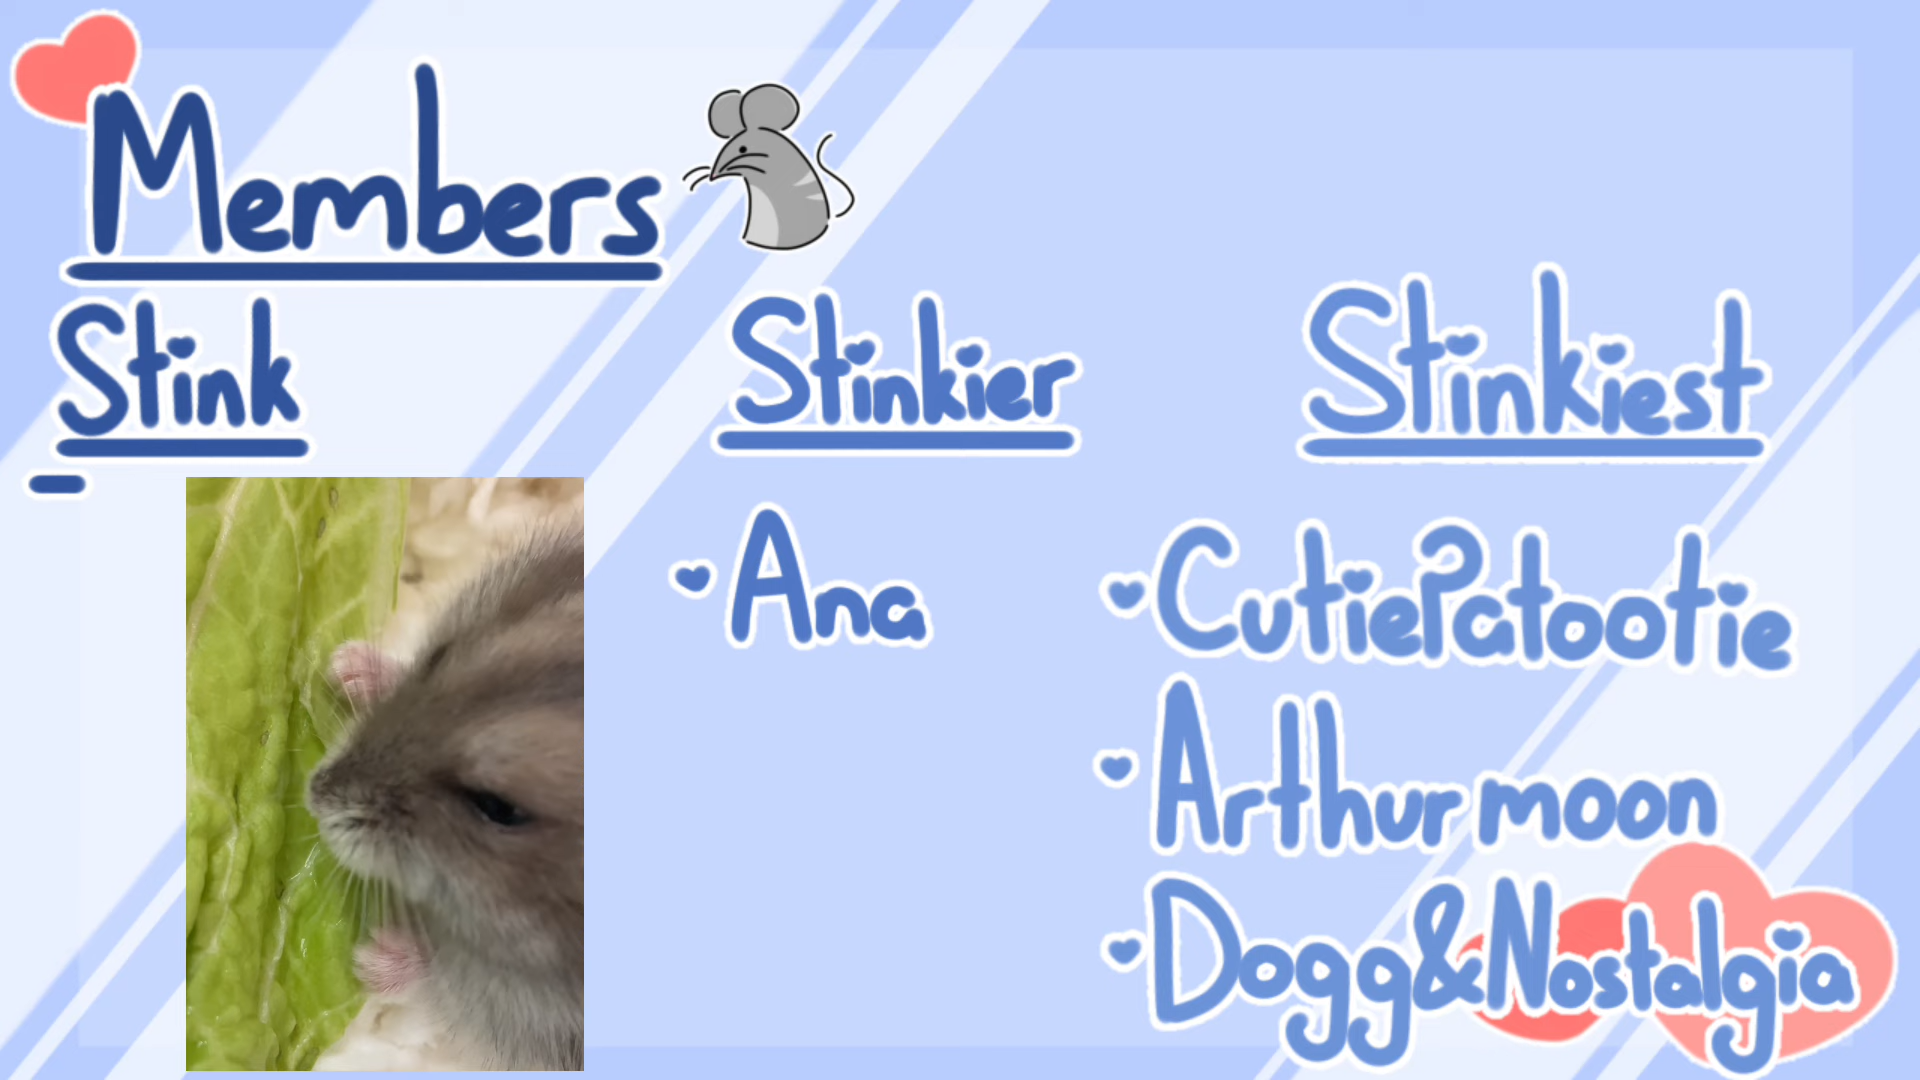 Members
Stink
Stinkier
Stinkiest
-
• Ana
• CutiePatootie
• Arthur moon
• Dogg&Nostalgia